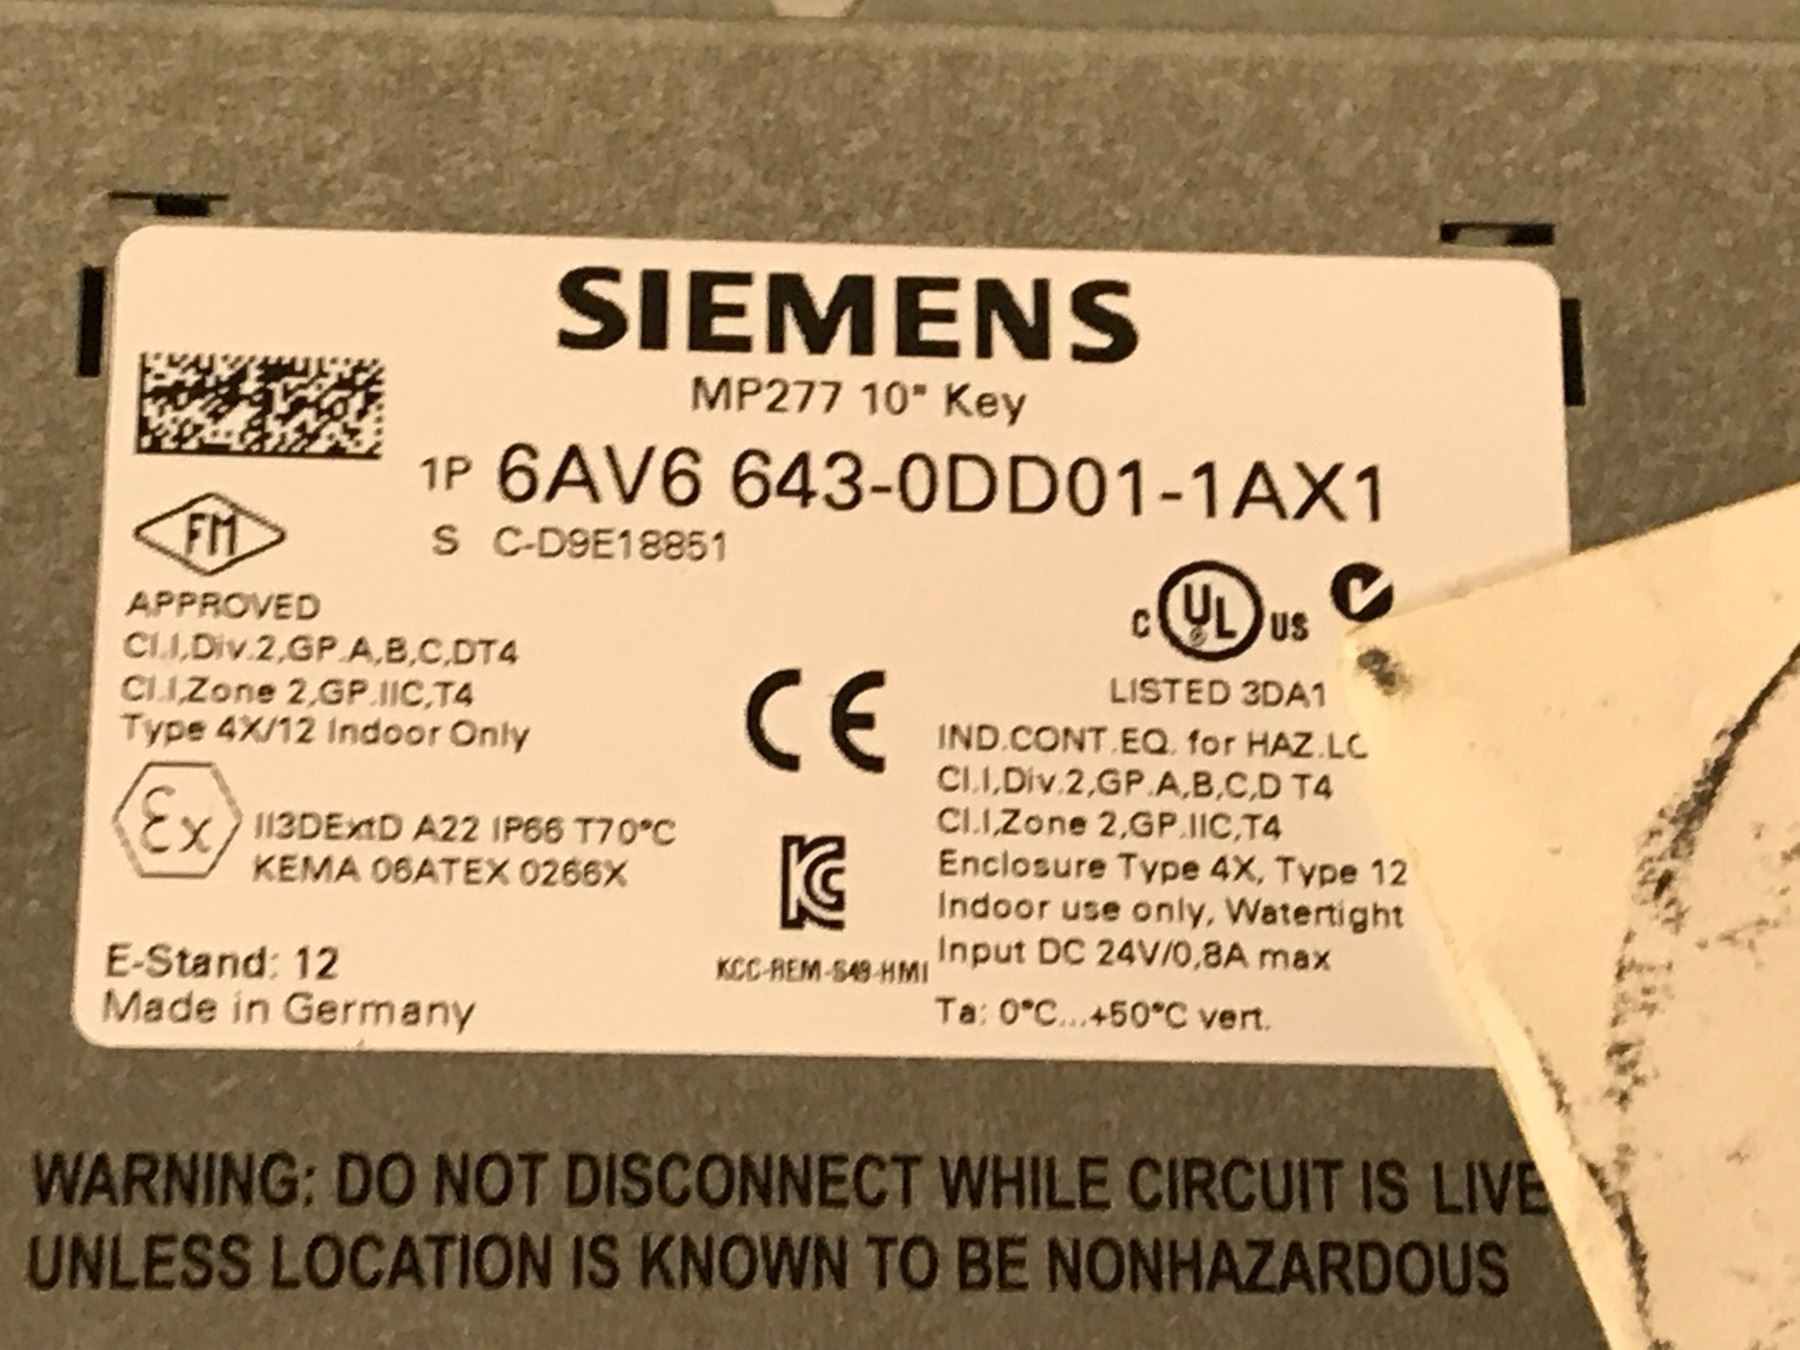 SIEMENS
MP277 10" Key
1P 6AV6 643-0DD01-1AX1
S C-D9E18851
FM
APPROVED
Cl.I,Div.2,GP.A,B,C,DT4
Cl.I,Zone 2,GP.IIC,T4
Type 4X/12 Indoor Only
Ex II3DExtD A22 IP66 T70°C
KEMA 06ATEX 0266X
E-Stand: 12
Made in Germany
CE
KC
KCC-REM-S49-HMI
C UL US
LISTED 3DA1
IND.CONT.EQ. for HAZ.LC
Cl.I,Div.2,GP.A,B,C,D T4
Cl.I,Zone 2,GP.IIC,T4
Enclosure Type 4X, Type 12
Indoor use only, Watertight
Input DC 24V/0,8A max
Ta: 0°C...+50°C vert.
WARNING: DO NOT DISCONNECT WHILE CIRCUIT IS LIVE
UNLESS LOCATION IS KNOWN TO BE NONHAZARDOUS